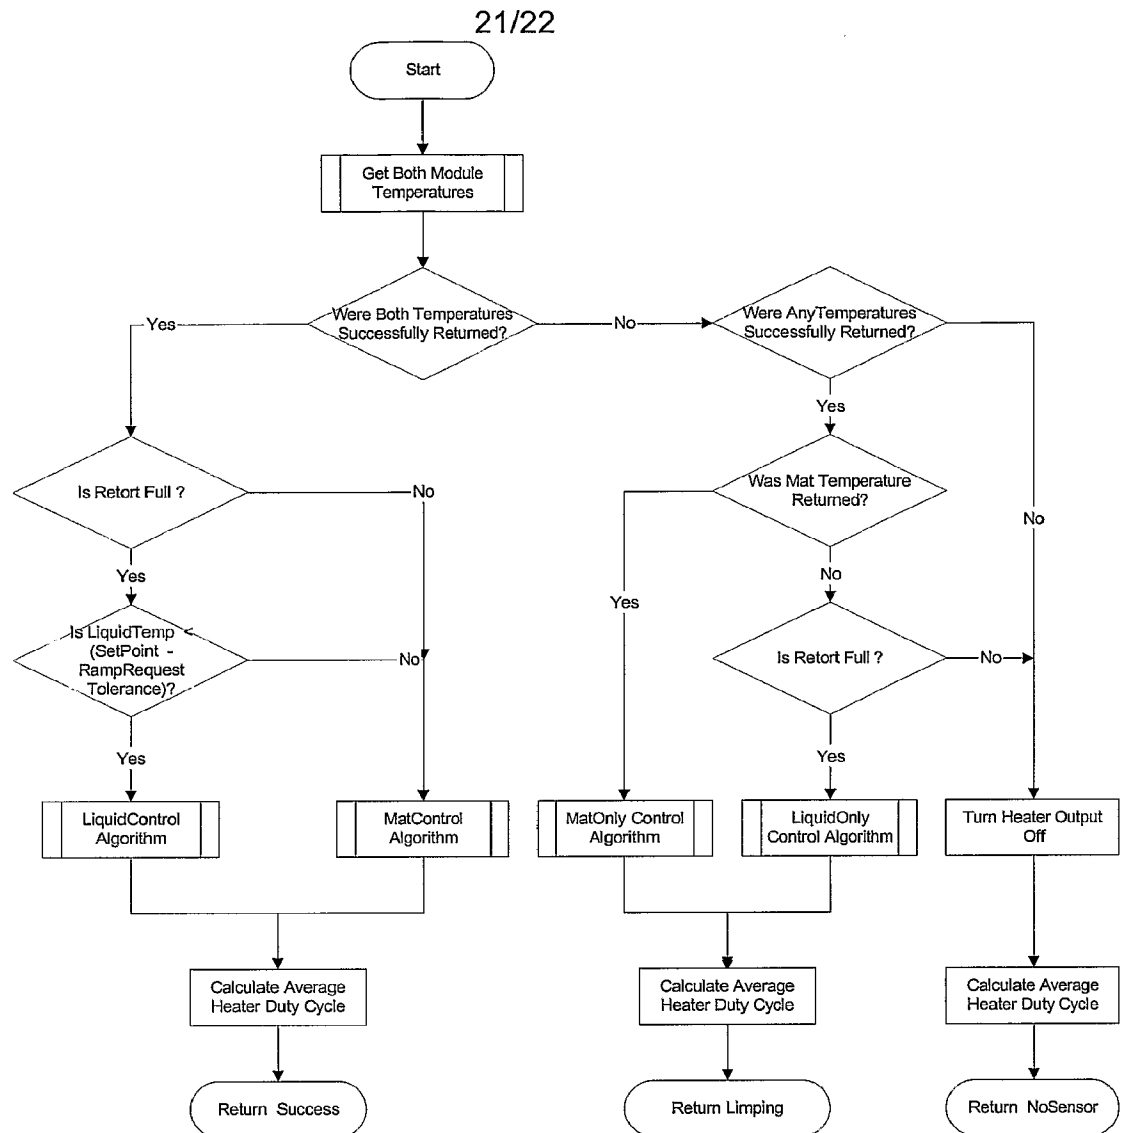 21/22
Start
Get Both Module
Temperatures
Were Both Temperatures
Successfully Returned?
Yes
No
Were AnyTemperatures
Successfully Returned?
Yes
No
Is Retort Full ?
No
Yes
Was Mat Temperature
Returned?
Yes
No
Is LiquidTemp <
(SetPoint -
RampRequest
Tolerance)?
No
Yes
Is Retort Full ?
No
Yes
LiquidControl
Algorithm
MatControl
Algorithm
MatOnly Control
Algorithm
LiquidOnly
Control Algorithm
Turn Heater Output
Off
Calculate Average
Heater Duty Cycle
Calculate Average
Heater Duty Cycle
Calculate Average
Heater Duty Cycle
Return Success
Return Limping
Return NoSensor